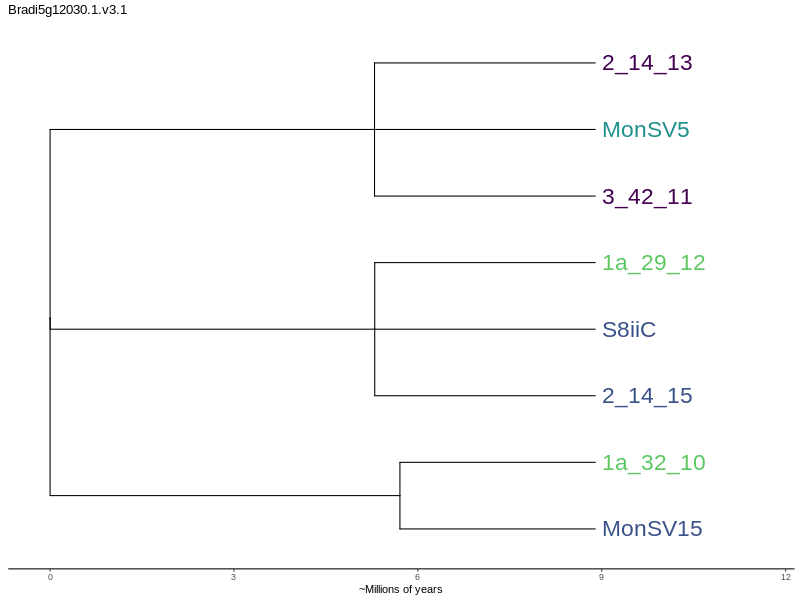 Bradi5g12030.1.v3.1
2_14_13
MonSV5
3_42_11
1a_29_12
S8iiC
2_14_15
1a_32_10
MonSV15
0 3 6 9 12
~Millions of years